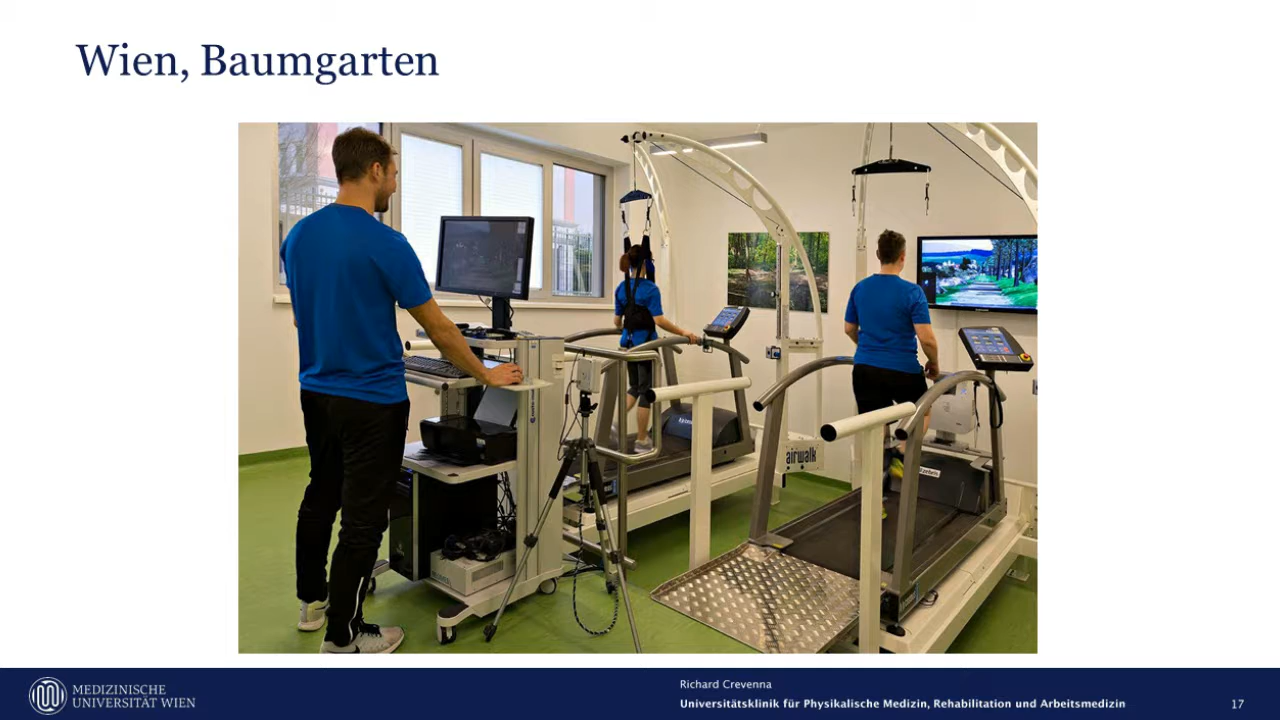 Wien, Baumgarten
airwalk
MEDIZINISCHE
UNIVERSITÄT WIEN
Richard Crevenna
Universitätsklinik für Physikalische Medizin, Rehabilitation und Arbeitsmedizin
17